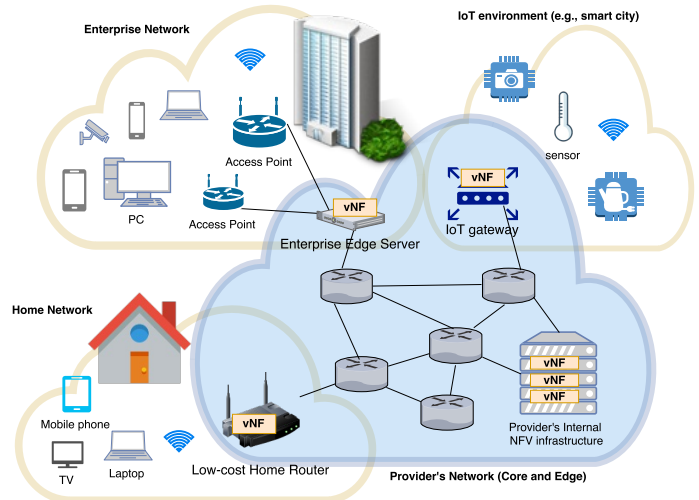 Enterprise Network
IoT environment (e.g., smart city)
Access Point
sensor
vNF
PC
Access Point
vNF
Enterprise Edge Server
IoT gateway
Home Network
vNF
vNF
vNF
Mobile phone
vNF
Provider's Internal
NFV infrastructure
TV
Laptop
Low-cost Home Router
Provider's Network (Core and Edge)